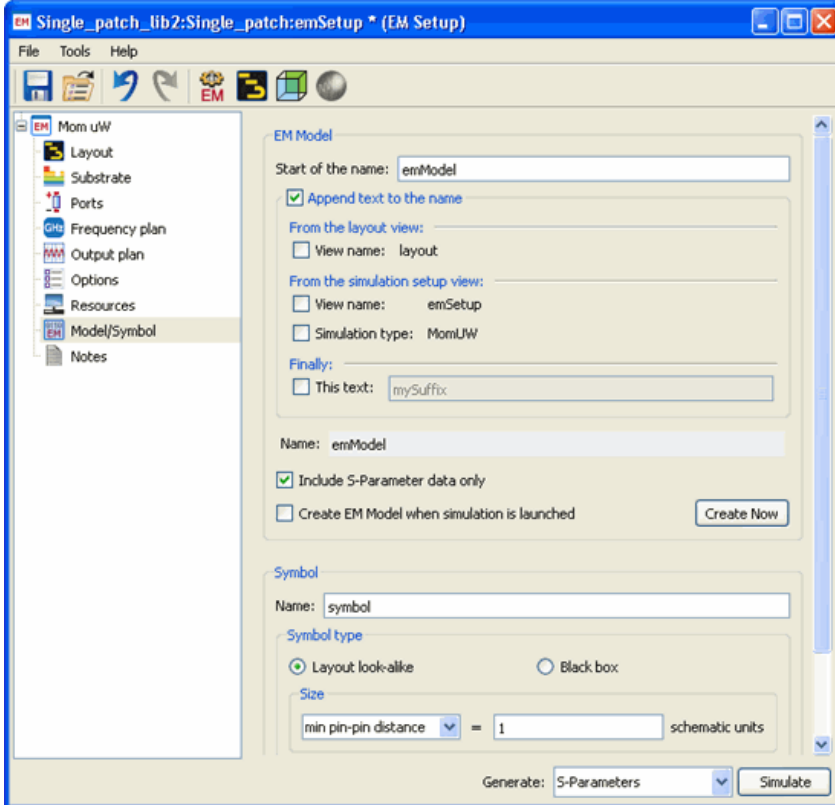 EM Single_patch_lib2:Single_patch:emSetup * (EM Setup)
File Tools Help
EM
EM Mom uW
Layout
Substrate
Ports
GHz Frequency plan
Output plan
Options
Resources
EM Model/Symbol
Notes
EM Model
Start of the name: emModel
Append text to the name
From the layout view:
View name: layout
From the simulation setup view:
View name: emSetup
Simulation type: MomUW
Finally:
This text: mySuffix
Name: emModel
Include S-Parameter data only
Create EM Model when simulation is launched Create Now
Symbol
Name: symbol
Symbol type
Layout look-alike Black box
Size
min pin-pin distance = 1 schematic units
Generate: S-Parameters Simulate